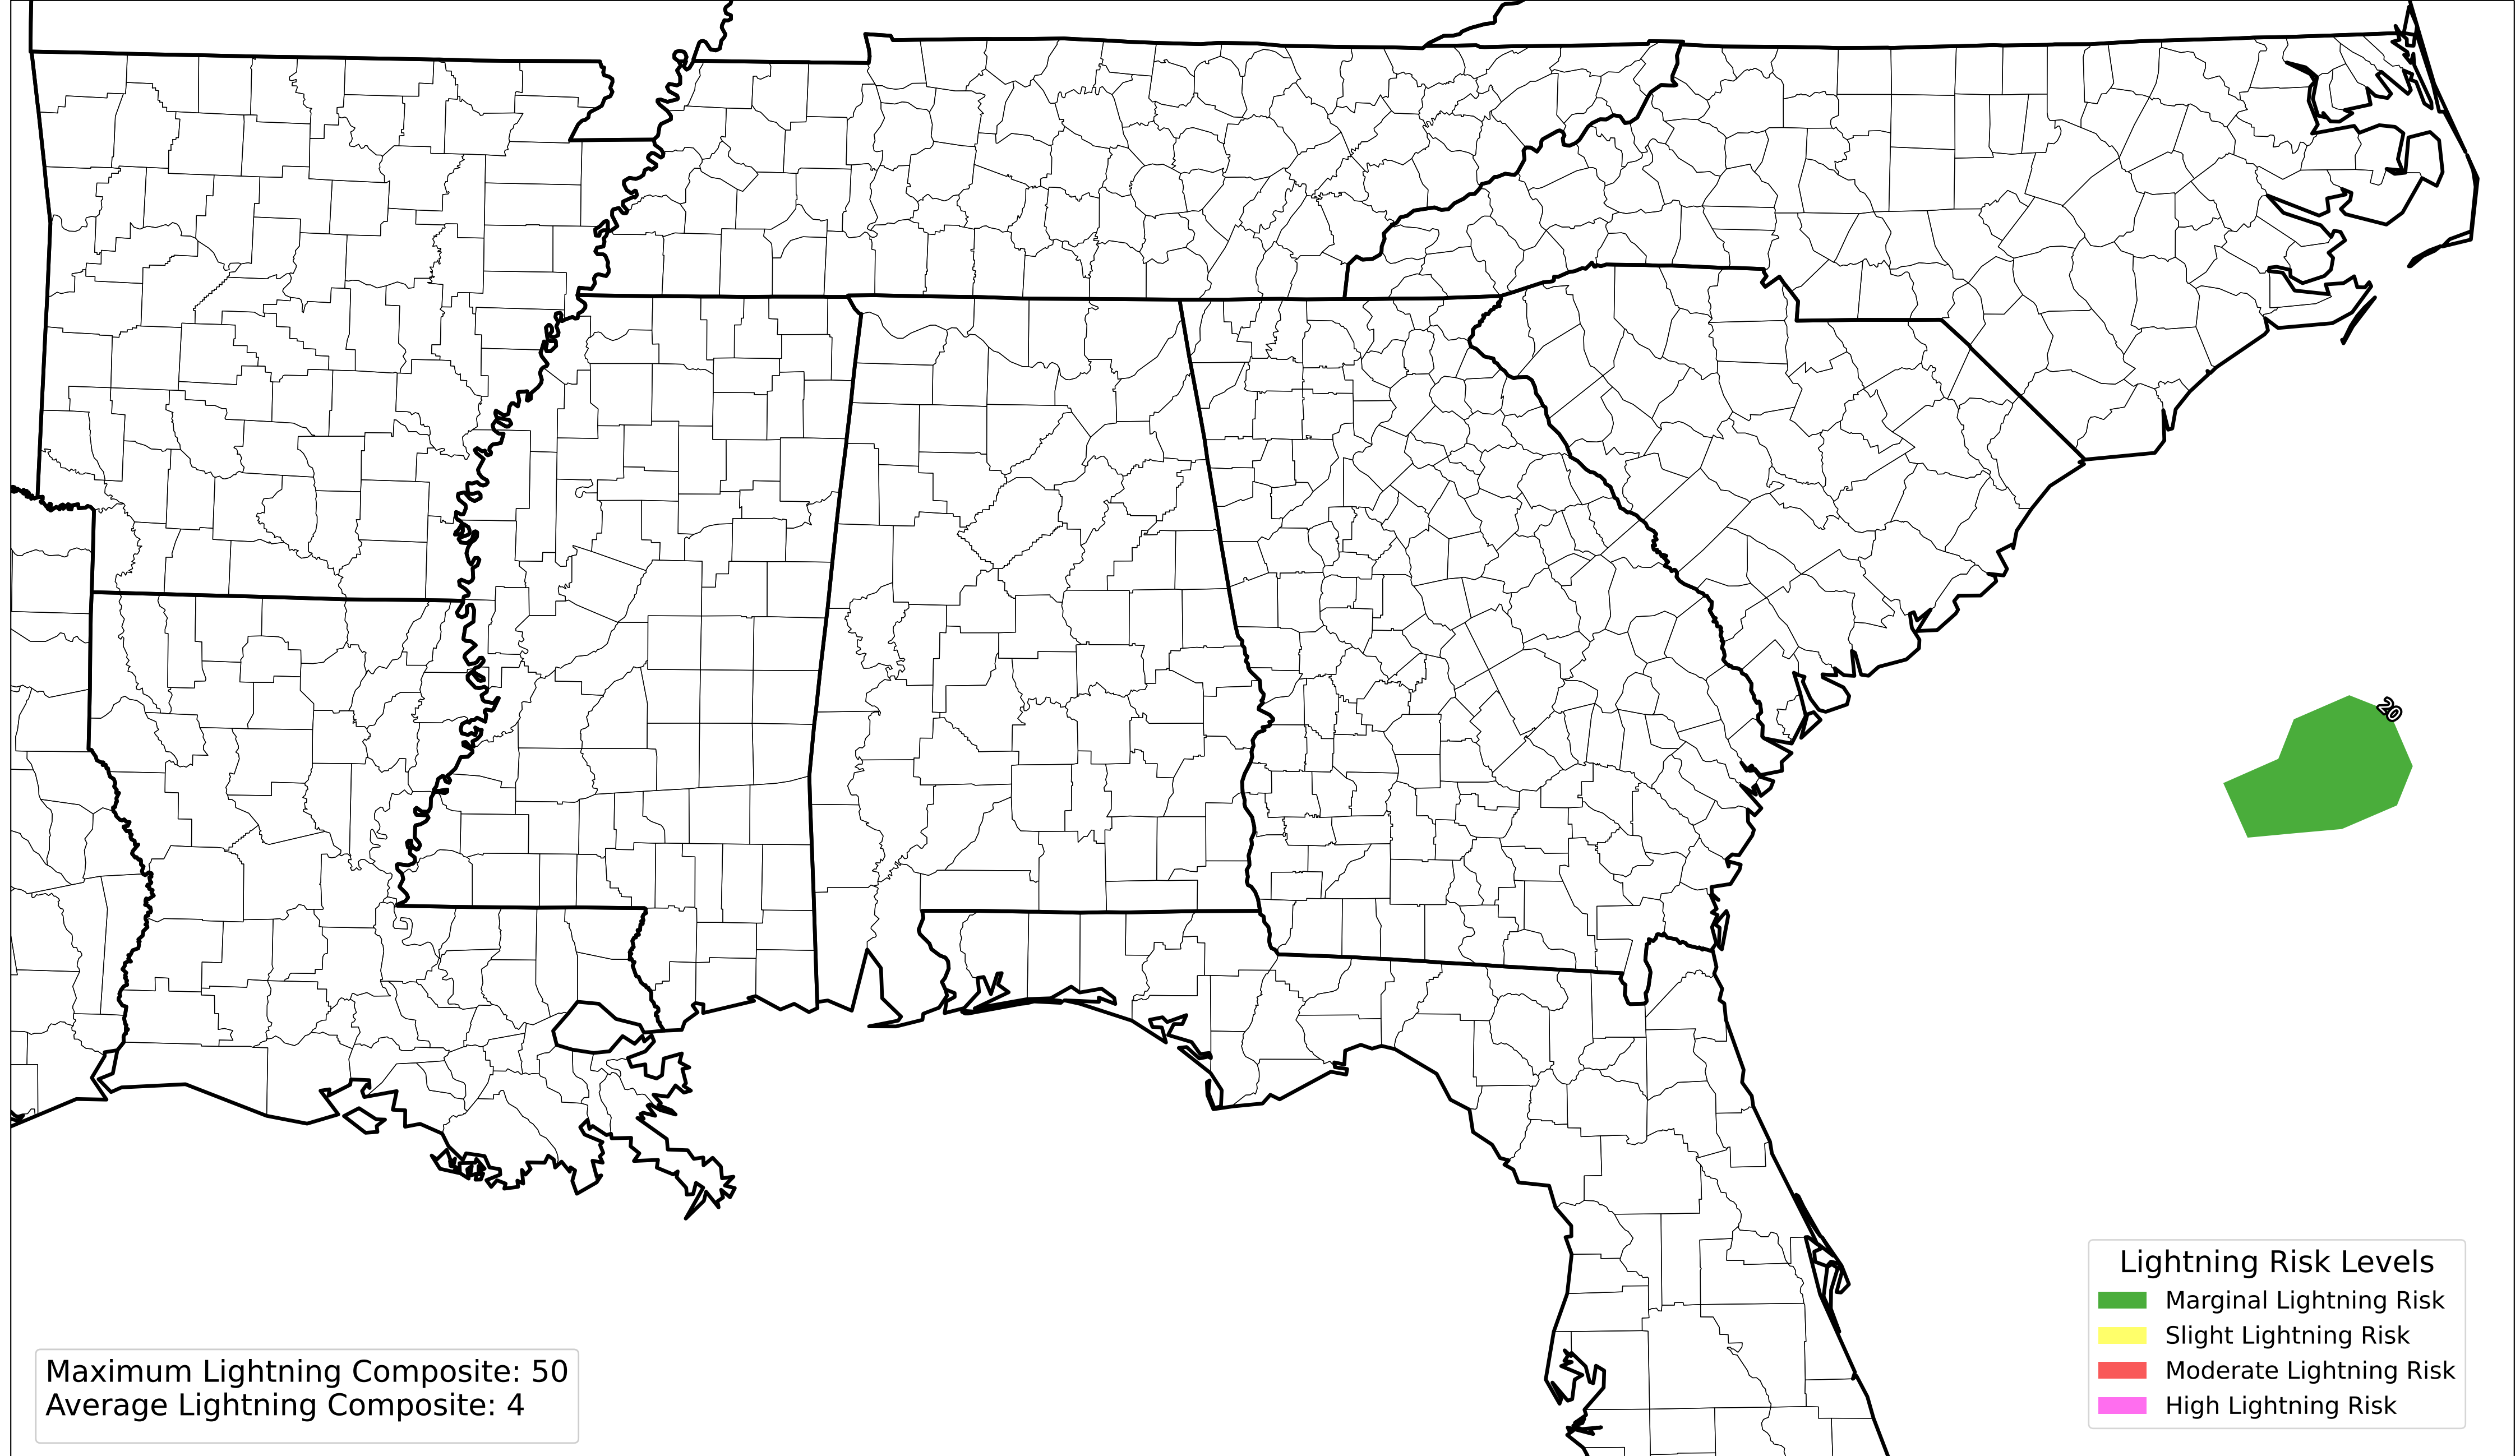 20
Lightning Risk Levels
Marginal Lightning Risk
Slight Lightning Risk
Moderate Lightning Risk
High Lightning Risk
Maximum Lightning Composite: 50
Average Lightning Composite: 4